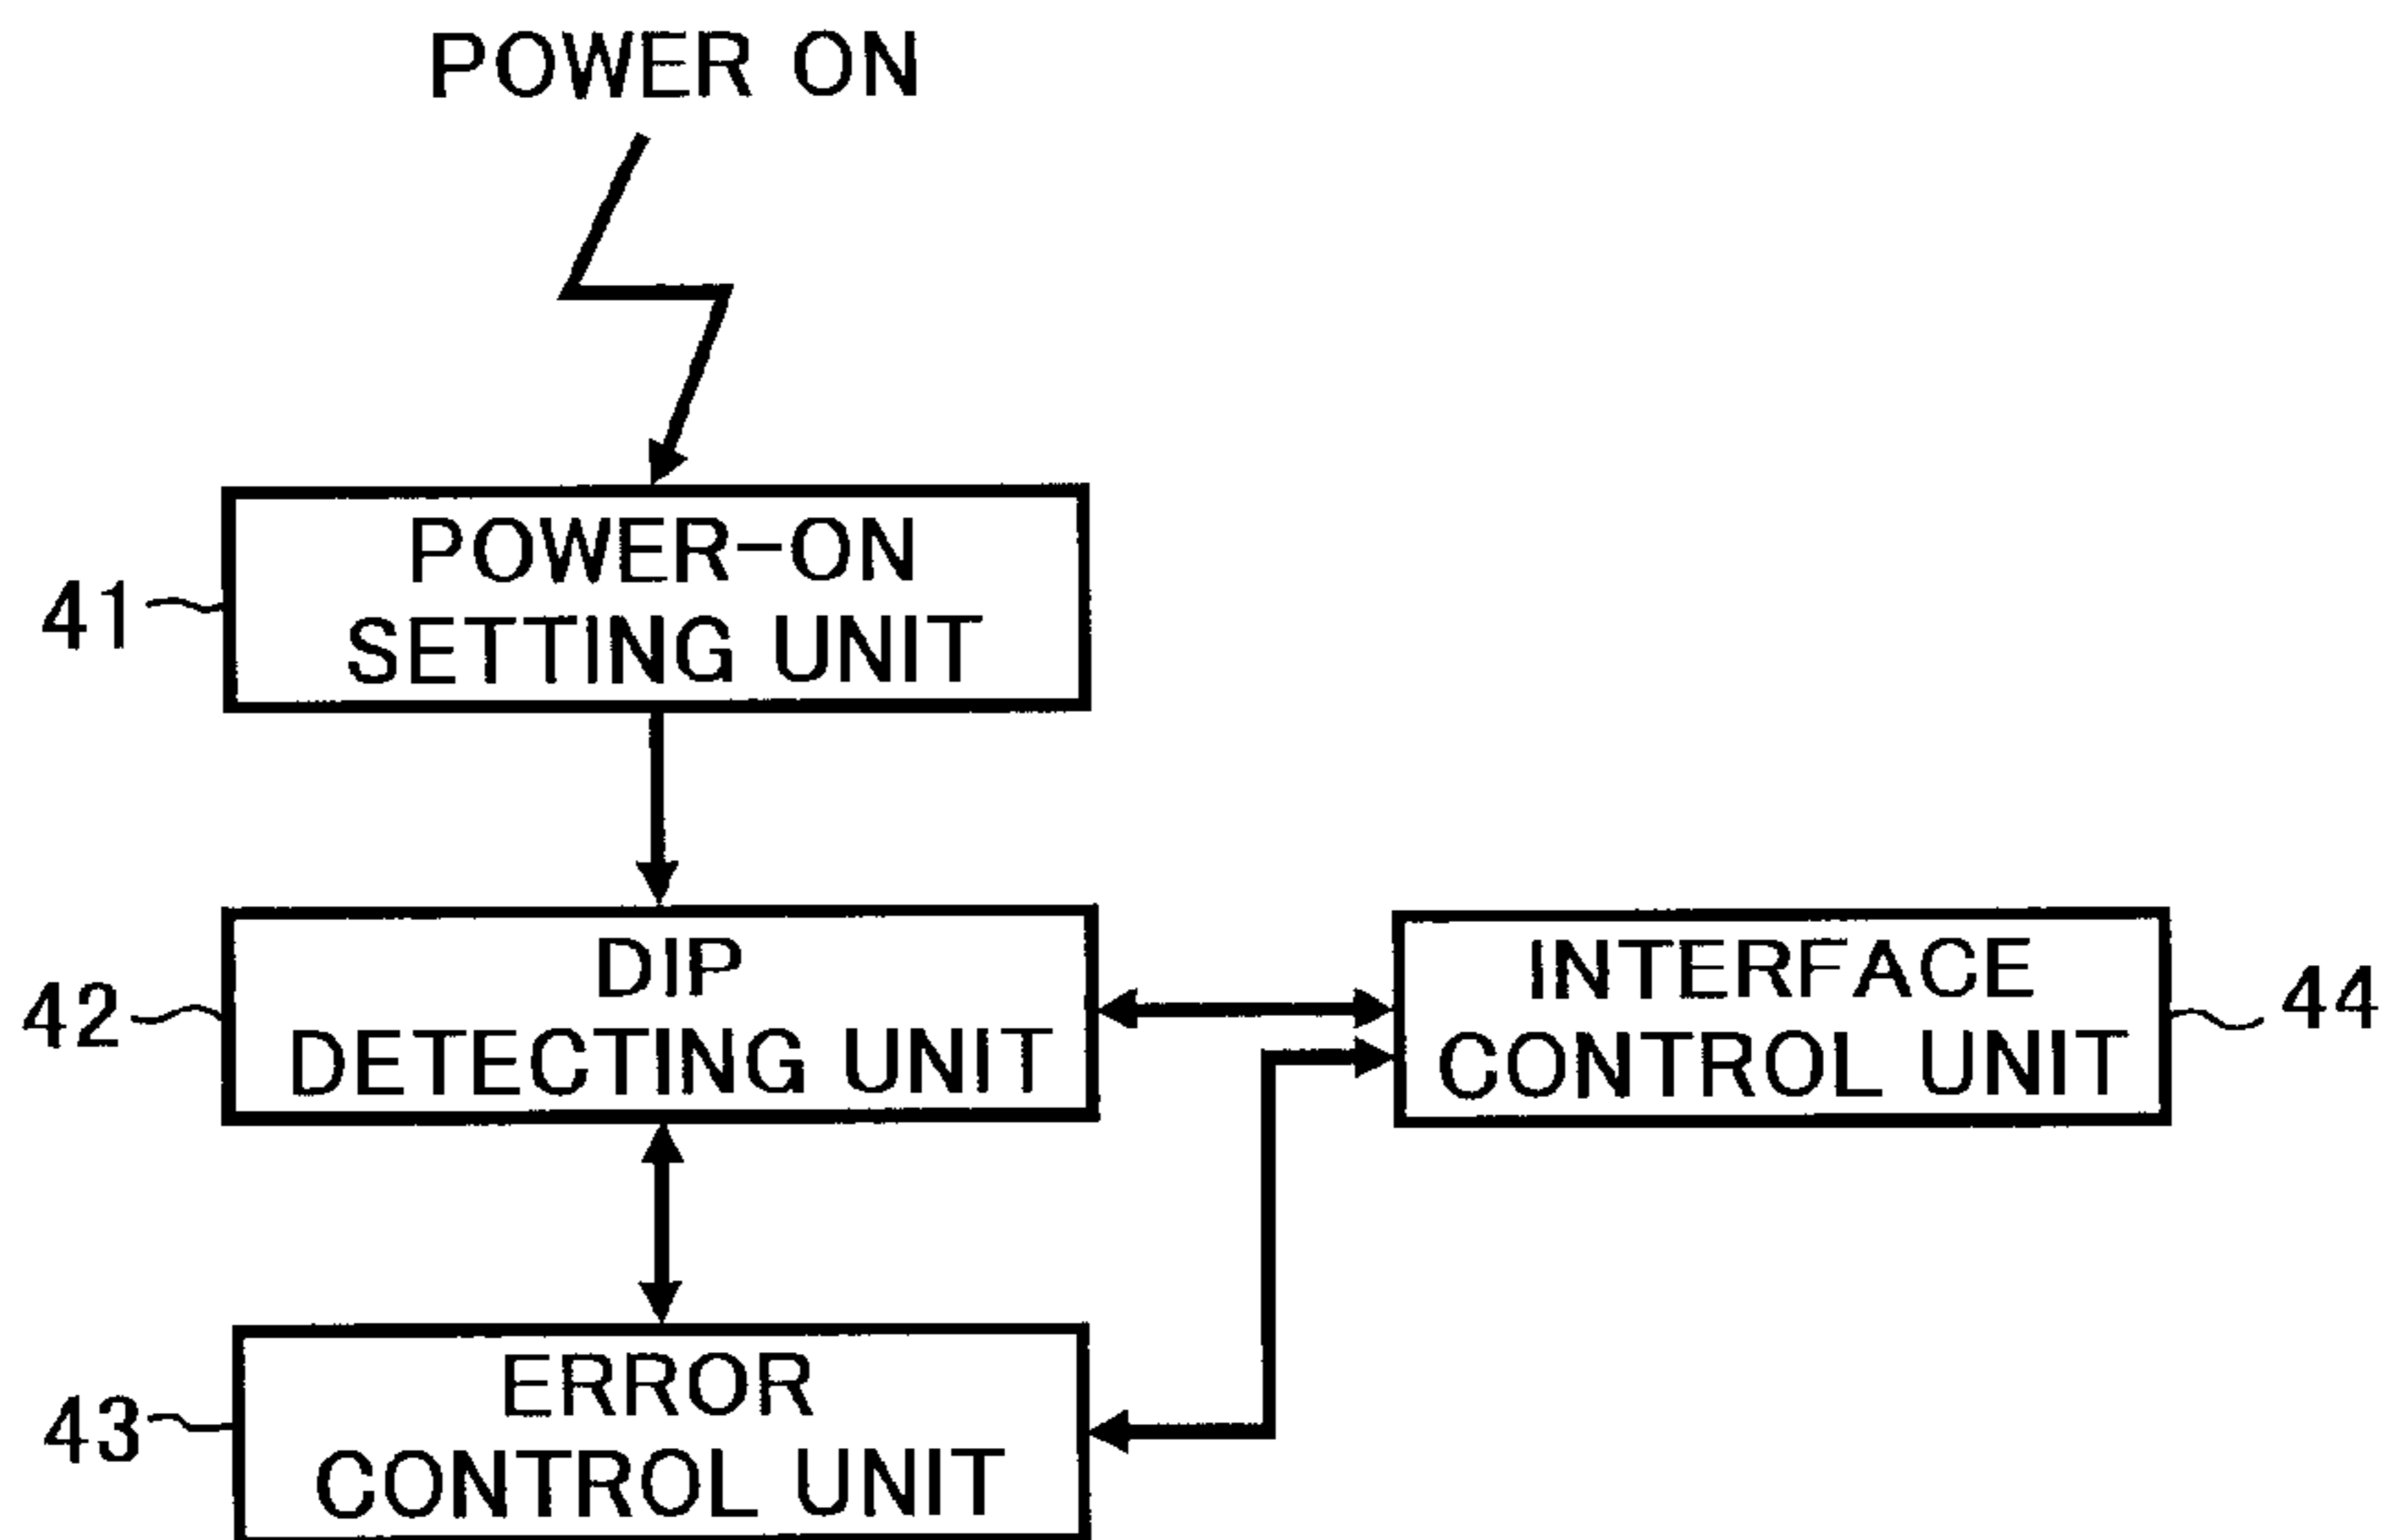 POWER ON
POWER-ON
SETTING UNIT
41
DIP
DETECTING UNIT
42
INTERFACE
CONTROL UNIT
44
ERROR
CONTROL UNIT
43